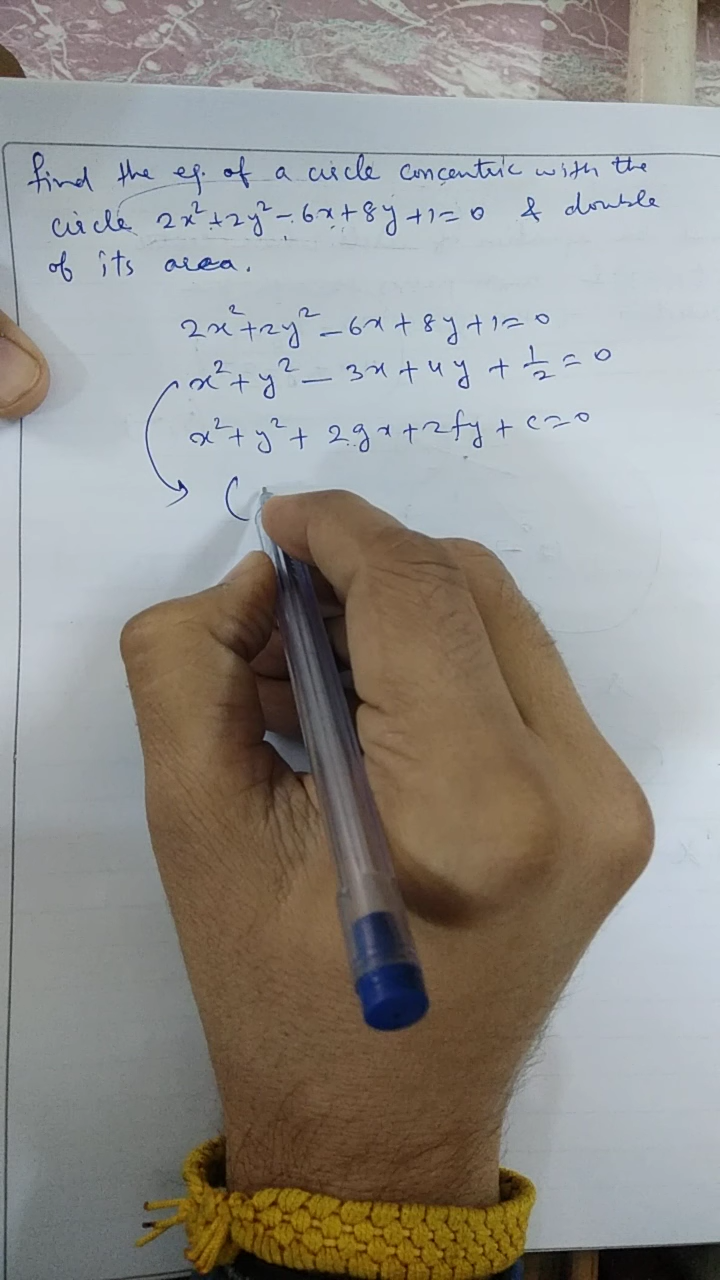 find the eq. of a circle concentric with the
circle 2x²+2y²-6x+8y+1=0 & double
of its area.
2x²+2y²-6x+8y+1=0
x²+y²-3x+4y+½=0
x²+y²+2gx+2fy+c=0
(